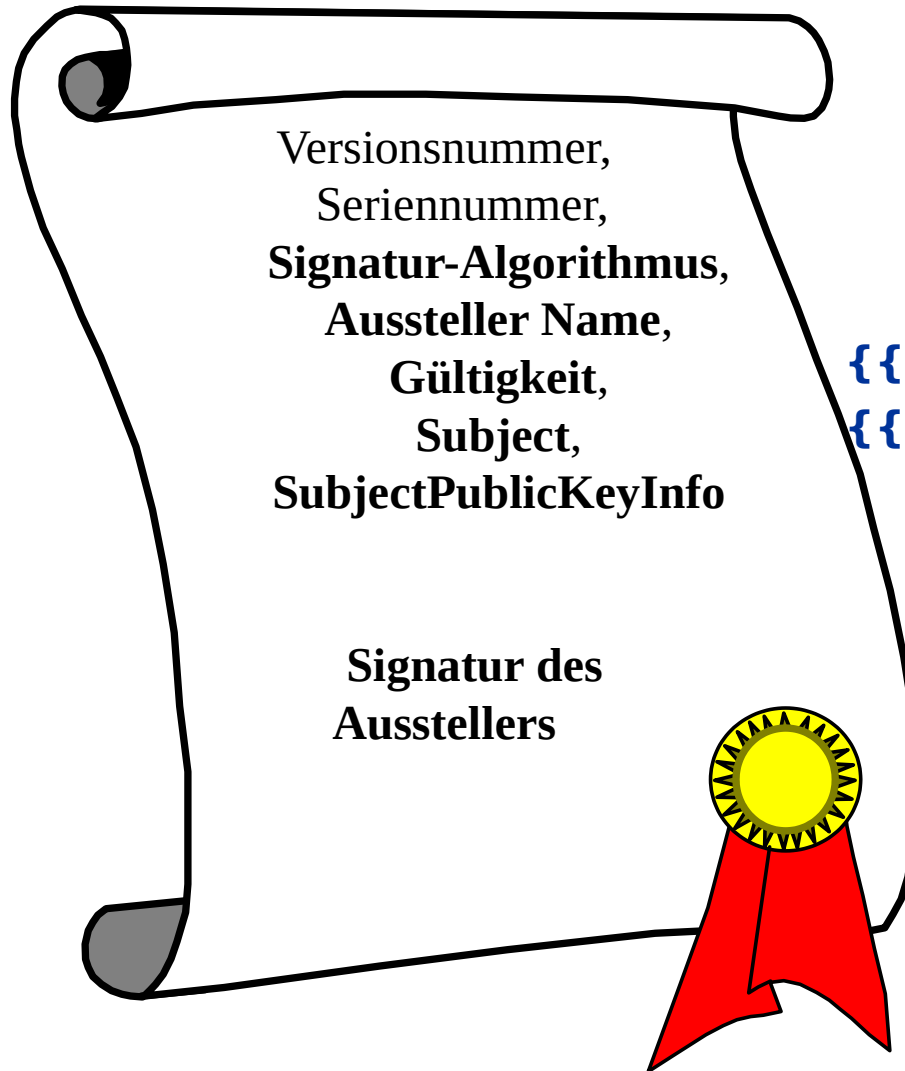 Versionsnummer,
Seriennummer,
Signatur-Algorithmus,
Aussteller Name,
Gültigkeit,
{{
Subject,
{{
SubjectPublicKeyInfo
Signatur des
Ausstellers